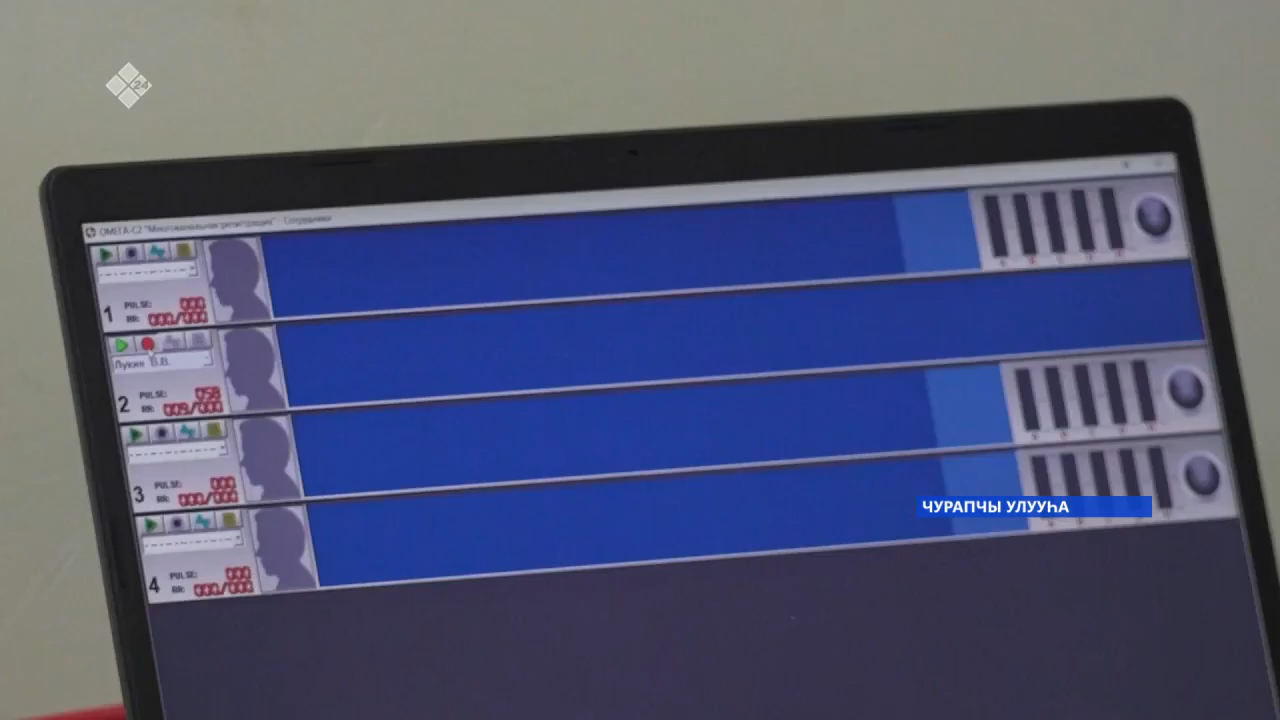 24
ОМЕГА-С2 "Многоканальная регистрация" - Сотрудники
1
PULSE: 000
RR: 000/000
Лукин В.В.
2
PULSE: 058
RR: 009/000
3
PULSE: 000
RR: 000/000
ЧУРАПЧЫ УЛУУҺА
4
PULSE: 000
RR: 000/000